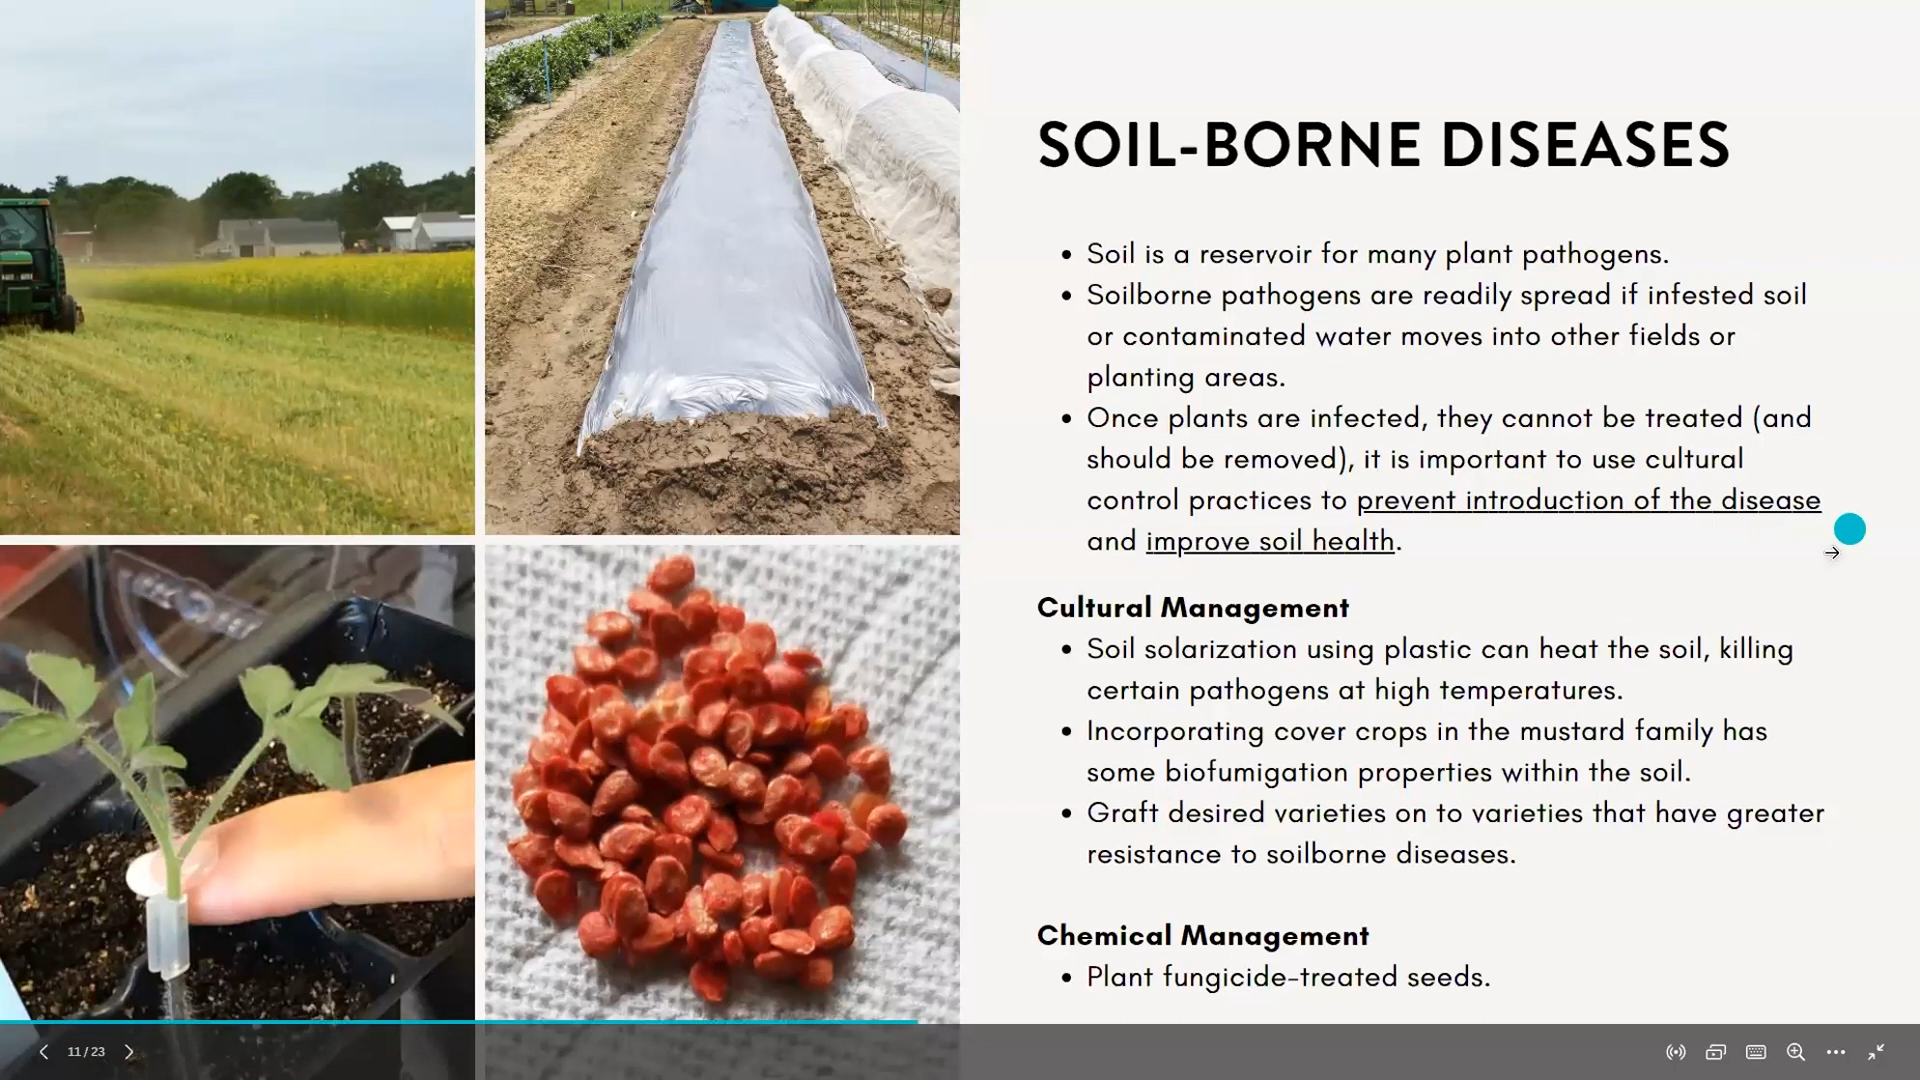 SOIL-BORNE DISEASES
• Soil is a reservoir for many plant pathogens.
• Soilborne pathogens are readily spread if infested soil
or contaminated water moves into other fields or
planting areas.
• Once plants are infected, they cannot be treated (and
should be removed), it is important to use cultural
control practices to prevent introduction of the disease
and improve soil health.
Cultural Management
• Soil solarization using plastic can heat the soil, killing
certain pathogens at high temperatures.
• Incorporating cover crops in the mustard family has
some biofumigation properties within the soil.
• Graft desired varieties on to varieties that have greater
resistance to soilborne diseases.
Chemical Management
• Plant fungicide-treated seeds.
11 / 23